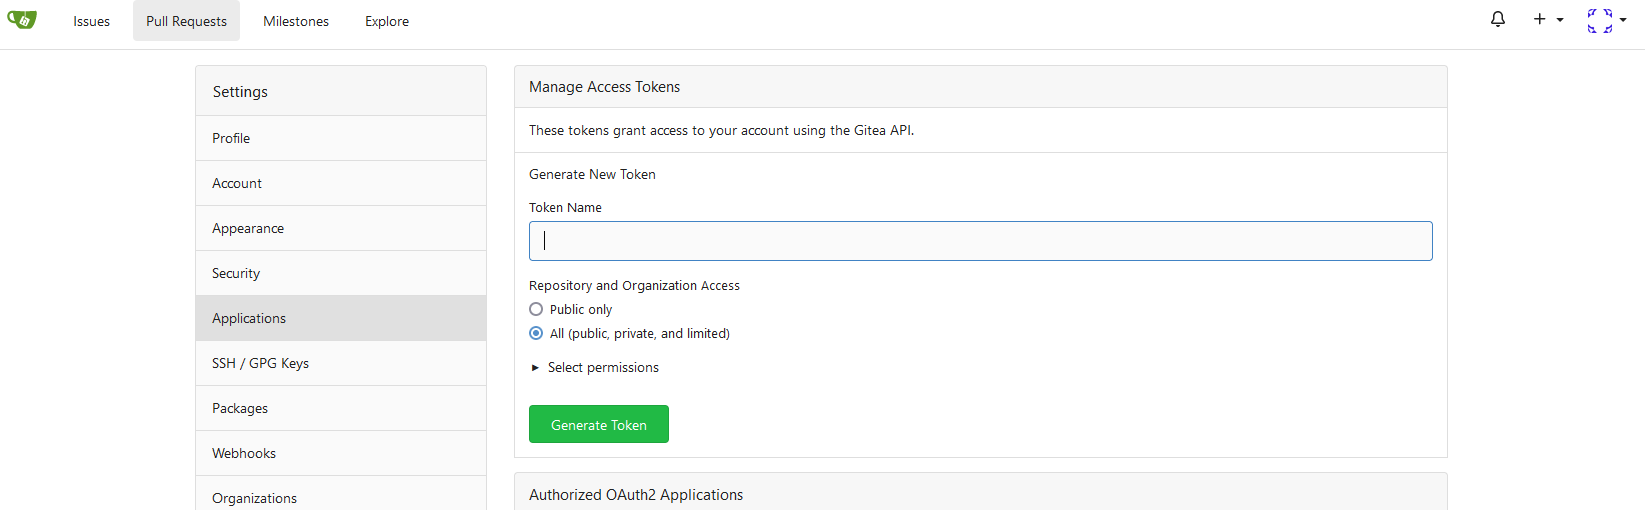 Issues Pull Requests Milestones Explore
Settings
Profile
Account
Appearance
Security
Applications
SSH / GPG Keys
Packages
Webhooks
Organizations
Manage Access Tokens
These tokens grant access to your account using the Gitea API.
Generate New Token
Token Name
Repository and Organization Access
Public only
All (public, private, and limited)
Select permissions
Generate Token
Authorized OAuth2 Applications